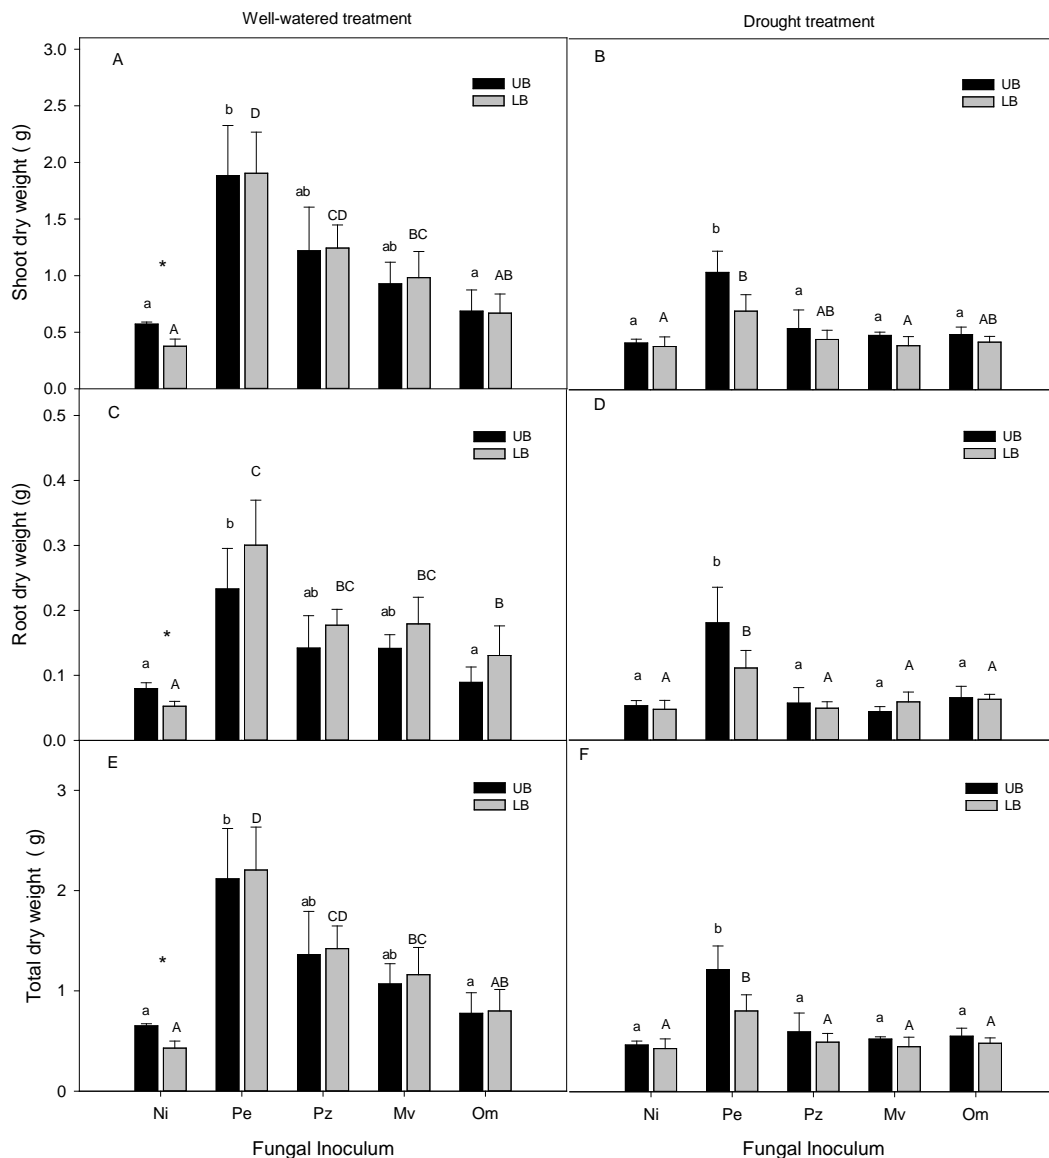 Well-watered treatment
Drought treatment
Shoot dry weight ( g)
3.0
2.5
2.0
1.5
1.0
0.5
0.0
A
UB
LB
*
a A b D ab CD ab BC a AB
B
UB
LB
a A b B a AB a A a AB
Root dry weight (g)
0.5
0.4
0.3
0.2
0.1
0.0
C
UB
LB
*
a A b C ab BC ab BC a B
D
UB
LB
a A b B a A a A a A
Total dry weight ( g)
3
2
1
0
E
UB
LB
*
a A b D ab CD ab BC a AB
F
UB
LB
a A b B a A a A a A
Ni Pe Pz Mv Om
Ni Pe Pz Mv Om
Fungal Inoculum
Fungal Inoculum